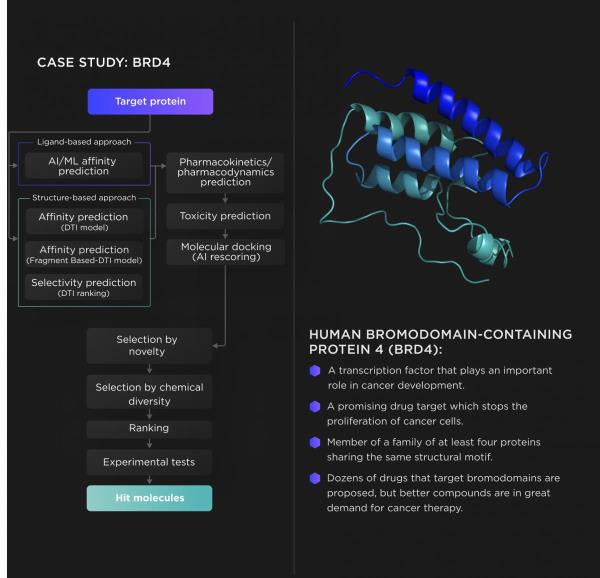 CASE STUDY: BRD4
Target protein
Ligand-based approach
AI/ML affinity
prediction
Structure-based approach
Affinity prediction
(DTI model)
Affinity prediction
(Fragment Based-DTI model)
Selectivity prediction
(DTI ranking)
Pharmacokinetics/
pharmacodynamics
prediction
Toxicity prediction
Molecular docking
(AI rescoring)
Selection by
novelty
Selection by chemical
diversity
Ranking
Experimental tests
Hit molecules
HUMAN BROMODOMAIN-CONTAINING
PROTEIN 4 (BRD4):
A transcription factor that plays an important
role in cancer development.
A promising drug target which stops the
proliferation of cancer cells.
Member of a family of at least four proteins
sharing the same structural motif.
Dozens of drugs that target bromodomains are
proposed, but better compounds are in great
demand for cancer therapy.